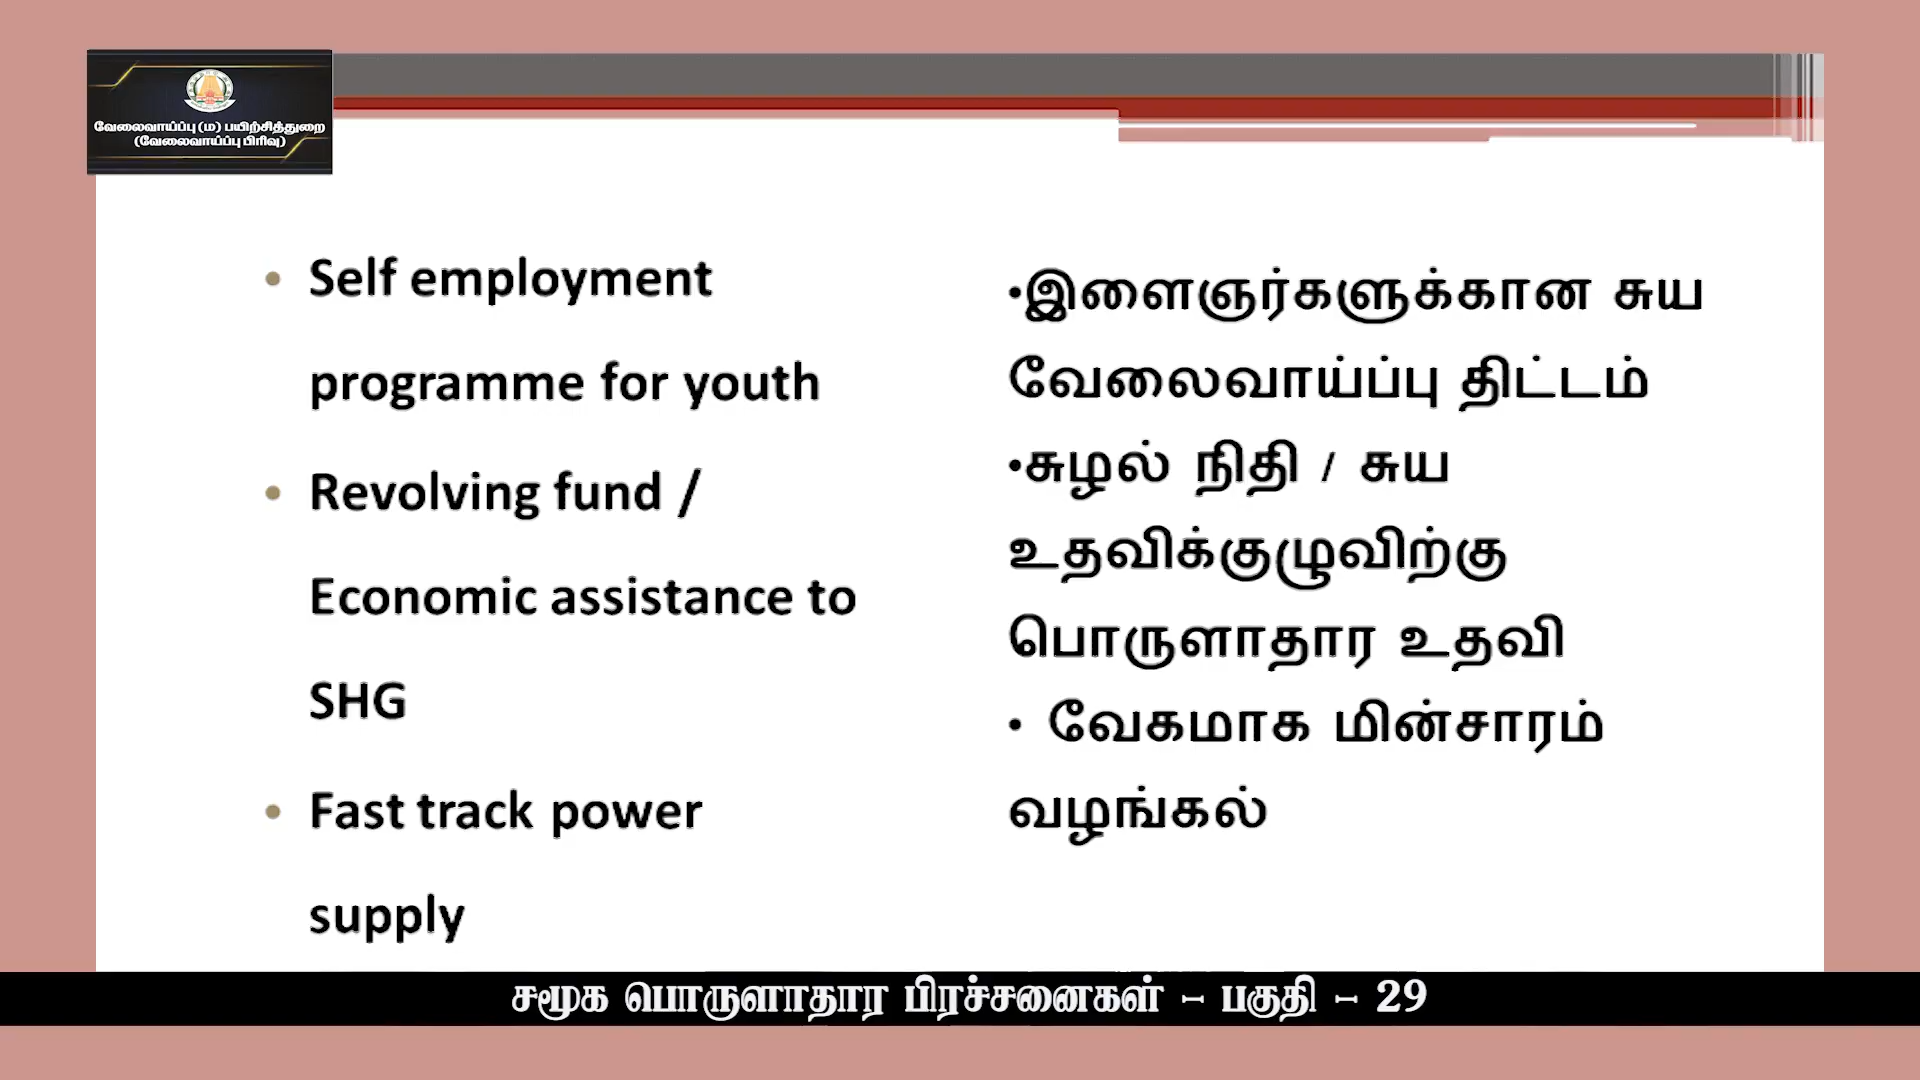 வேலைவாய்ப்பு (ம) பயிற்சித்துறை
(வேலைவாய்ப்பு பிரிவு)
• Self employment
programme for youth
• Revolving fund /
Economic assistance to
SHG
• Fast track power
supply
•இளைஞர்களுக்கான சுய
வேலைவாய்ப்பு திட்டம்
•சுழல் நிதி / சுய
உதவிக்குழுவிற்கு
பொருளாதார உதவி
• வேகமாக மின்சாரம்
வழங்கல்
சமூக பொருளாதார பிரச்சனைகள் – பகுதி – 29